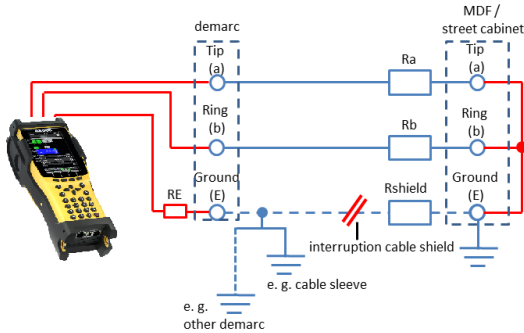 demarc
MDF /
street cabinet
Tip
(a)
Ra
Tip
(a)
Ring
(b)
Rb
Ring
(b)
RE
Ground
(E)
Rshield
Ground
(E)
interruption cable shield
e. g. cable sleeve
e. g.
other demarc